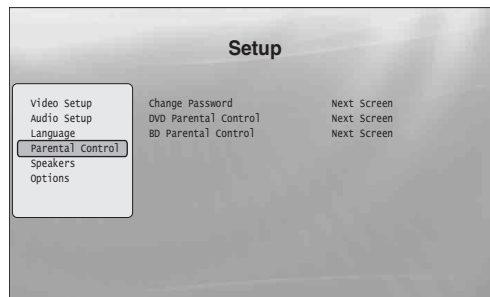 Setup
Video Setup
Audio Setup
Language
Parental Control
Speakers
Options
Change Password Next Screen
DVD Parental Control Next Screen
BD Parental Control Next Screen